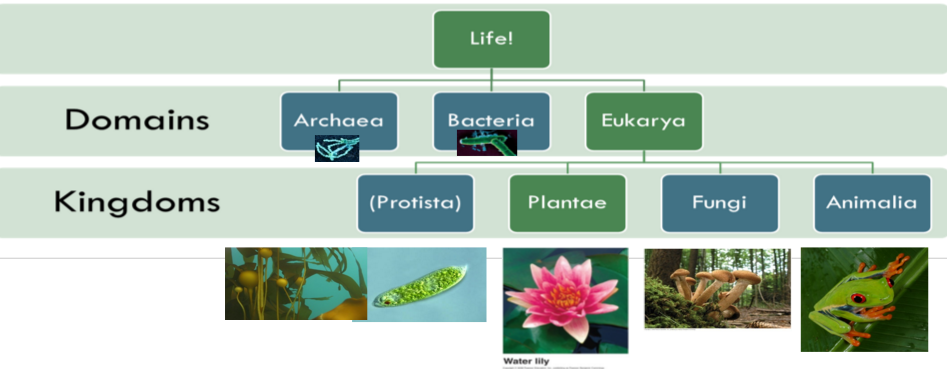 Life!
Domains
Archaea
Bacteria
Eukarya
Kingdoms
(Protista)
Plantae
Fungi
Animalia
Water lily